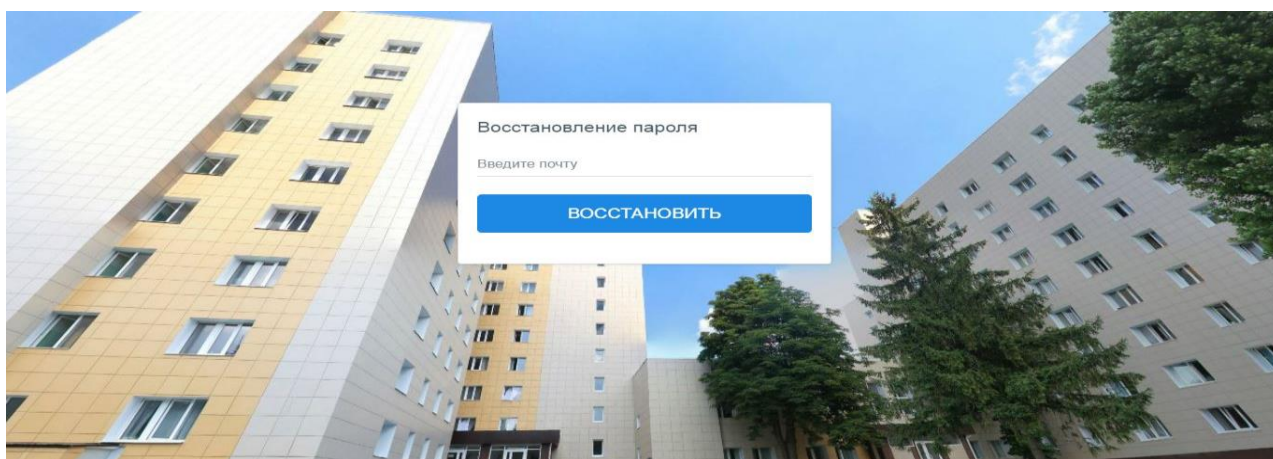 Восстановление пароля
Введите почту
ВОССТАНОВИТЬ